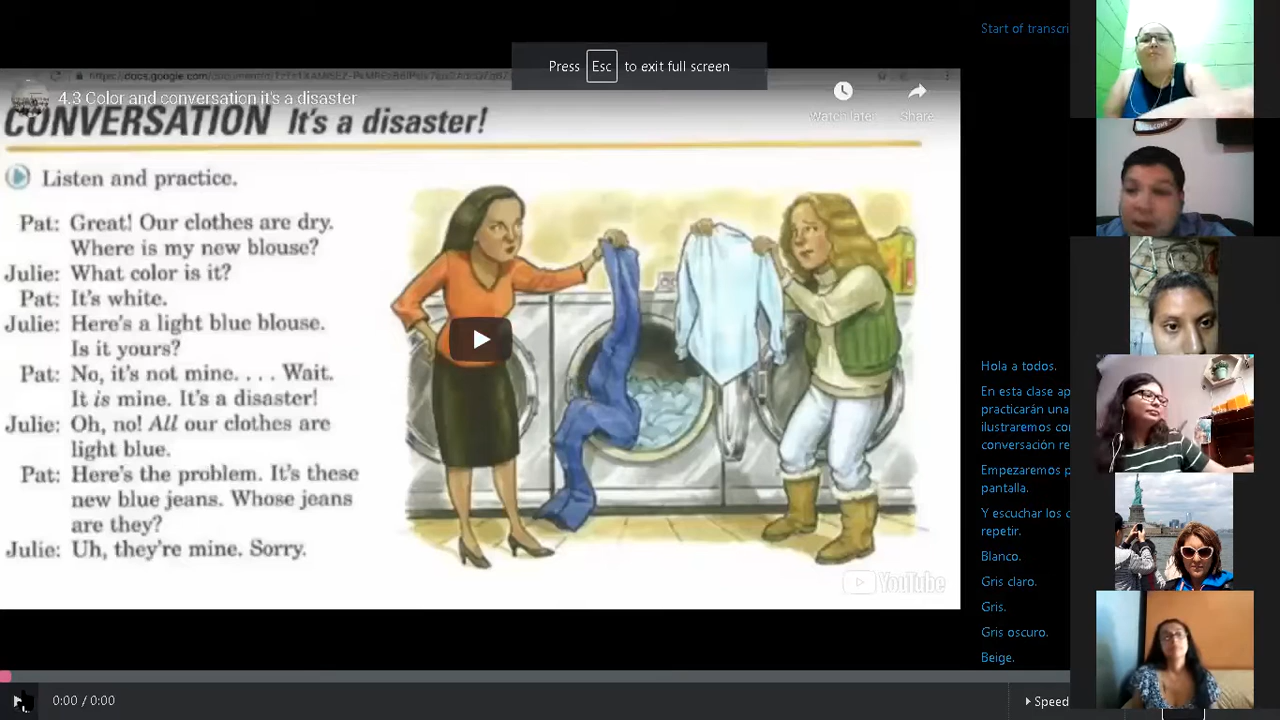 Start of transcri
Press Esc to exit full screen
4.3 Color and conversation it's a disaster
Watch later
Share
CONVERSATION It's a disaster!
Listen and practice.
Pat: Great! Our clothes are dry.
Where is my new blouse?
Julie: What color is it?
Pat: It's white.
Julie: Here's a light blue blouse.
Is it yours?
Pat: No, it's not mine. . . . Wait.
It is mine. It's a disaster!
Julie: Oh, no! All our clothes are
light blue.
Pat: Here's the problem. It's these
new blue jeans. Whose jeans
are they?
Julie: Uh, they're mine. Sorry.
YouTube
Hola a todos.
En esta clase ap
practicarán una
ilustraremos co
conversación re
Empezaremos p
pantalla.
Y escuchar los c
repetir.
Blanco.
Gris claro.
Gris.
Gris oscuro.
Beige.
0:00 / 0:00
Speed